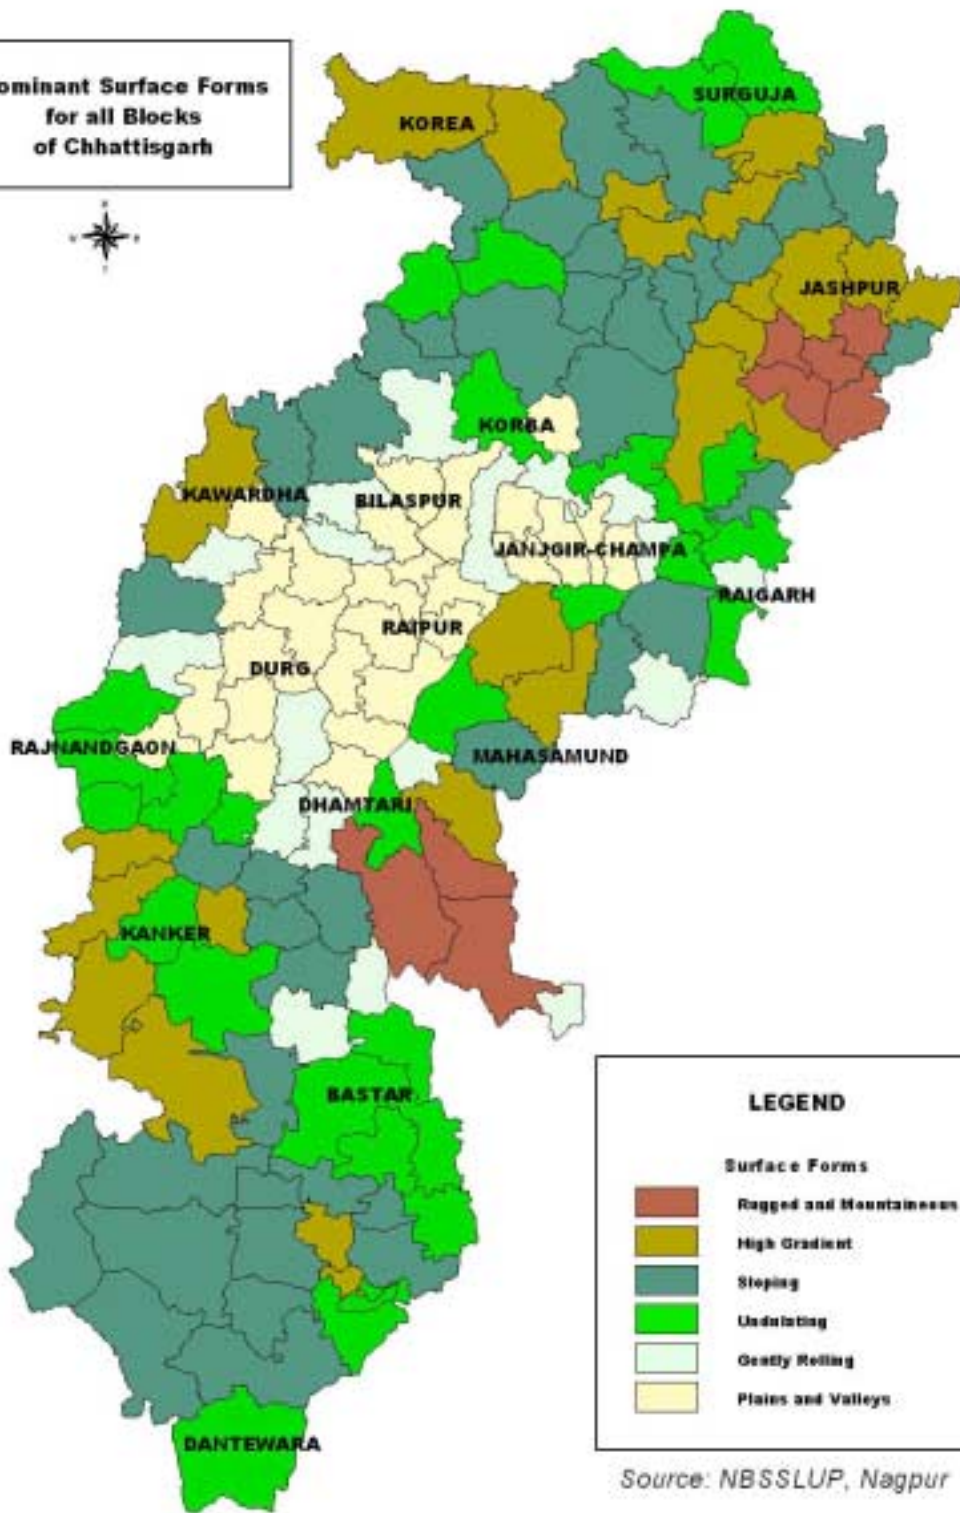 ominant Surface Forms
for all Blocks
of Chhattisgarh
SURGUJA
KOREA
JASHPUR
KORBA
KAWARDHA
BILASPUR
JANJGIR-CHAMPA
RAIGARH
RAIPUR
DURG
RAJNANDGAON
MAHASAMUND
DHAMTARI
KANKER
BASTAR
DANTEWARA
LEGEND
Surface Forms
Rugged and Mountaineous
High Gradient
Sloping
Undulating
Gently Rolling
Plains and Valleys
Source: NBSSLUP, Nagpur